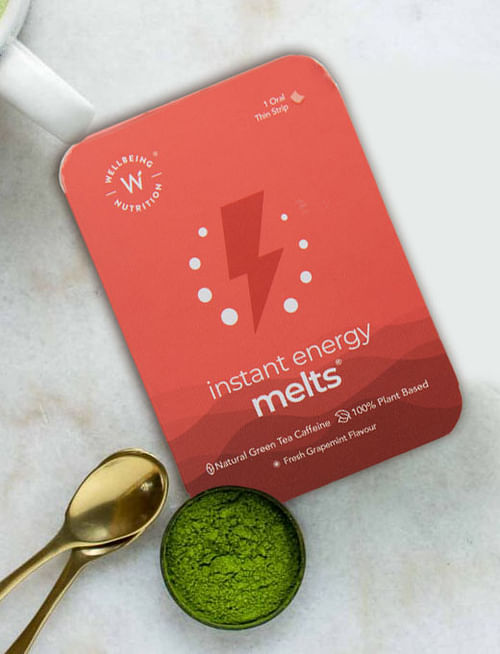 1 Oral
Thin Strip
WELLBEING
W
NUTRITION
®
instant energy
melts®
Natural Green Tea Caffeine 100% Plant Based
Fresh Grapemint Flavour